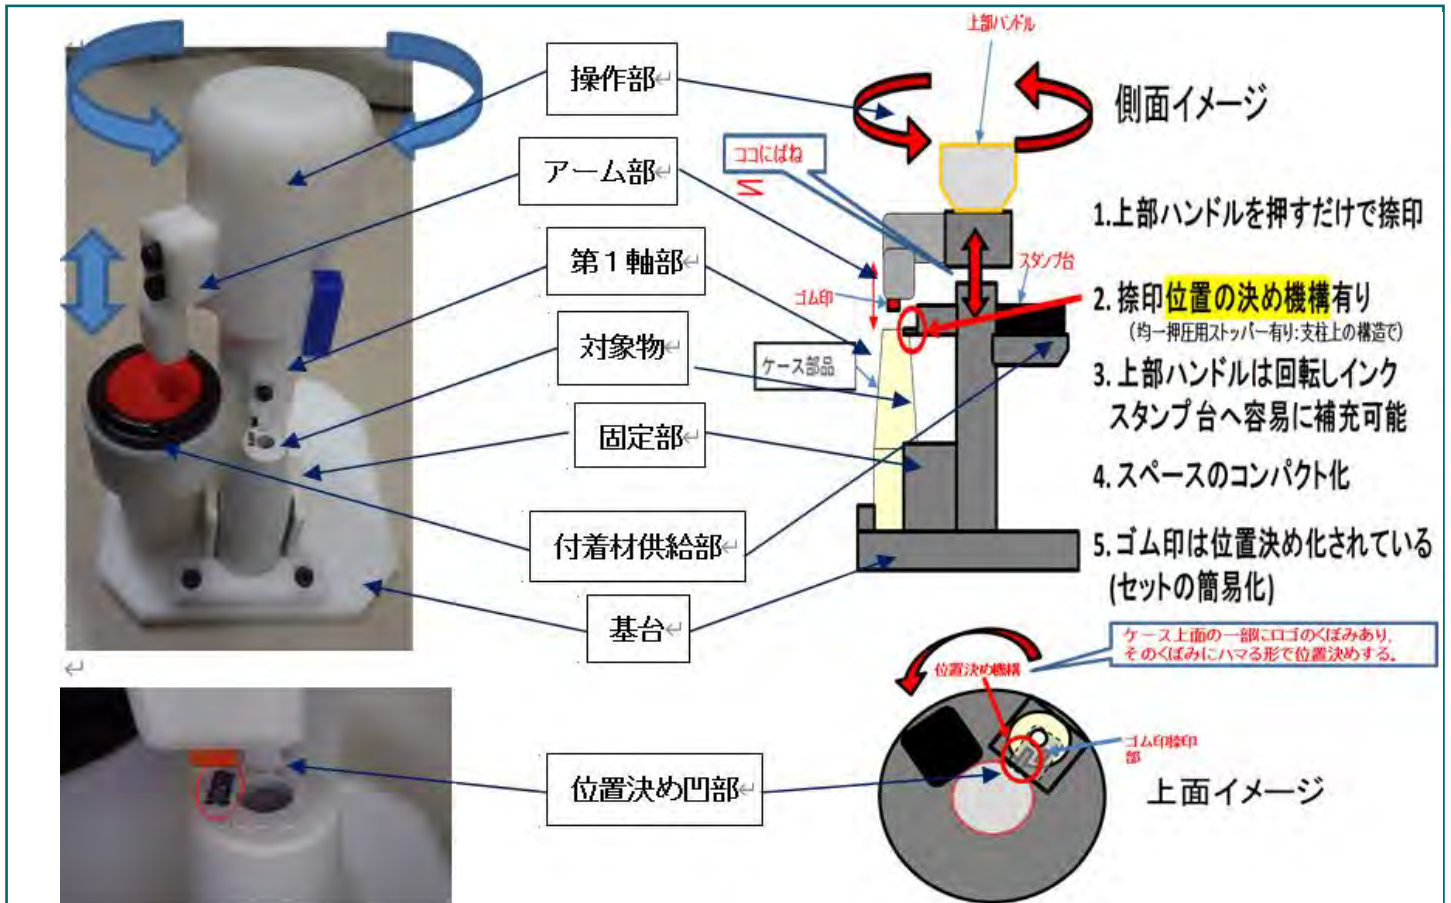 操作部
アーム部
第1軸部
対象物
固定部
付着材供給部
基台
位置決め凹部
上部ハンドル
側面イメージ
ココにばね
スタンプ台
ゴム印
ケース部品
1.上部ハンドルを押すだけで捺印
2. 捺印位置の決め機構有り
(均一押圧用ストッパー有り:支柱上の構造で)
3. 上部ハンドルは回転しインク
スタンプ台へ容易に補充可能
4. スペースのコンパクト化
5. ゴム印は位置決め化されている
(セットの簡易化)
ケース上面の一部にロゴのくぼみあり、
そのくぼみにハマる形で位置決めする。
位置決め機構
ゴム印捺印
部
上面イメージ